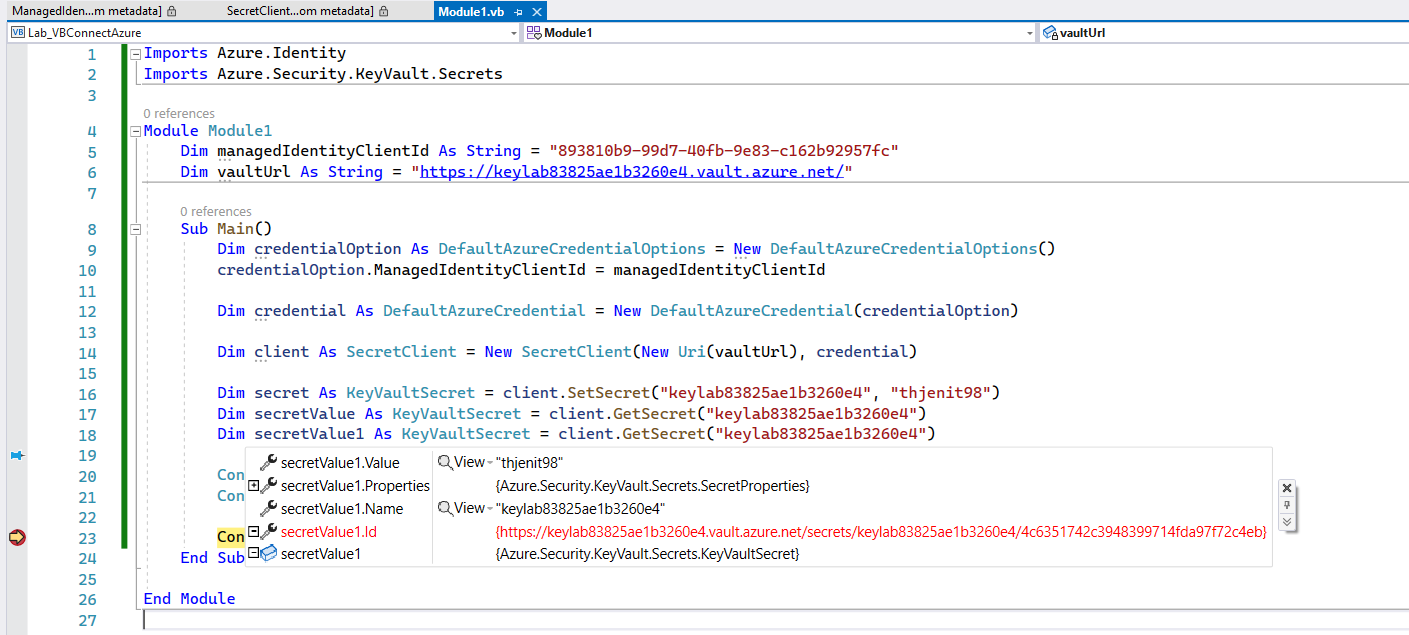 ManagedIden...m metadata] SecretClient...om metadata] Module1.vb
VB Lab_VBConnectAzure Module1 vaultUrl
1 Imports Azure.Identity
2 Imports Azure.Security.KeyVault.Secrets
3
0 references
4 Module Module1
5 Dim managedIdentityClientId As String = "893810b9-99d7-40fb-9e83-c162b92957fc"
6 Dim vaultUrl As String = "https://keylab83825ae1b3260e4.vault.azure.net/"
7
0 references
8 Sub Main()
9 Dim credentialOption As DefaultAzureCredentialOptions = New DefaultAzureCredentialOptions()
10 credentialOption.ManagedIdentityClientId = managedIdentityClientId
11
12 Dim credential As DefaultAzureCredential = New DefaultAzureCredential(credentialOption)
13
14 Dim client As SecretClient = New SecretClient(New Uri(vaultUrl), credential)
15
16 Dim secret As KeyVaultSecret = client.SetSecret("keylab83825ae1b3260e4", "thjenit98")
17 Dim secretValue As KeyVaultSecret = client.GetSecret("keylab83825ae1b3260e4")
18 Dim secretValue1 As KeyVaultSecret = client.GetSecret("keylab83825ae1b3260e4")
19
secretValue1.Value View "thjenit98"
20 Con
secretValue1.Properties {Azure.Security.KeyVault.Secrets.SecretProperties}
21 Con
secretValue1.Name View "keylab83825ae1b3260e4"
22
secretValue1.Id {https://keylab83825ae1b3260e4.vault.azure.net/secrets/keylab83825ae1b3260e4/4c6351742c3948399714fda97f72c4eb}
23 Con
secretValue1 {Azure.Security.KeyVault.Secrets.KeyVaultSecret}
24 End Sub
25
26 End Module
27